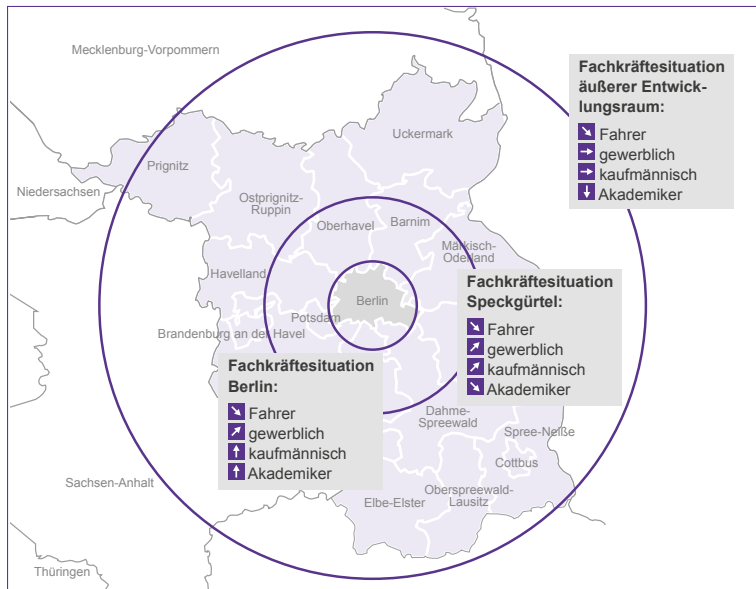 Mecklenburg-Vorpommern
Fachkräftesituation
äußerer Entwick-
lungsraum:
Fahrer
gewerblich
kaufmännisch
Akademiker
Uckermark
Prignitz
Niedersachsen
Ostprignitz-
Ruppin
Oberhavel
Barnim
Märkisch-
Oderland
Havelland
Berlin
Potsdam
Brandenburg an der Havel
Fachkräftesituation
Speckgürtel:
Fahrer
gewerblich
kaufmännisch
Akademiker
Fachkräftesituation
Berlin:
Fahrer
gewerblich
kaufmännisch
Akademiker
Dahme-
Spreewald
Spree-Neiße
Cottbus
Sachsen-Anhalt
Elbe-Elster
Oberspreewald-
Lausitz
Thüringen